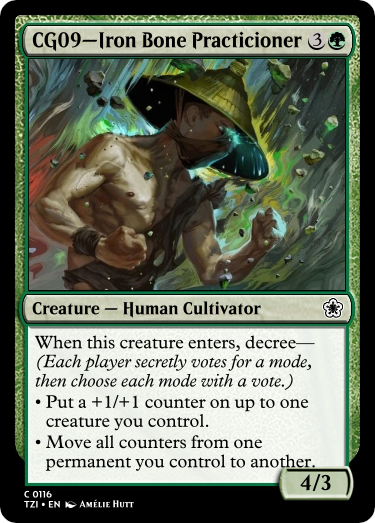 CG09—Iron Bone Practicioner 3
Creature — Human Cultivator
When this creature enters, decree—
(Each player secretly votes for a mode,
then choose each mode with a vote.)
• Put a +1/+1 counter on up to one
creature you control.
• Move all counters from one
permanent you control to another.
4/3
C 0116
TZI • EN Amélie Hutt